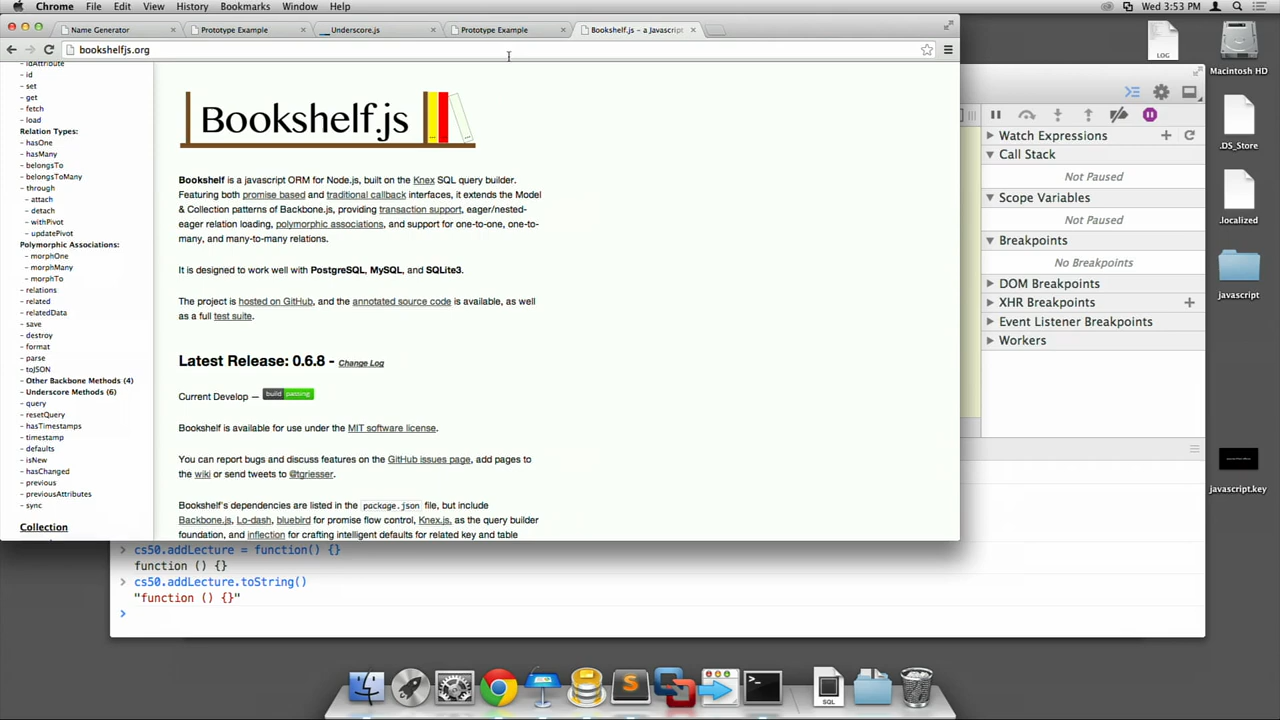 Chrome File Edit View History Bookmarks Window Help
Wed 3:53 PM
Name Generator
Prototype Example
Underscore.js
Prototype Example
Bookshelf.js – a Javascript
bookshelfjs.org
- idAttribute
- id
- set
- get
- fetch
- load
Relation Types:
- hasOne
- hasMany
- belongsTo
- belongsToMany
- through
- attach
- detach
- withPivot
- updatePivot
Polymorphic Associations:
- morphOne
- morphMany
- morphTo
- relations
- related
- relatedData
- save
- destroy
- format
- parse
- toJSON
- Other Backbone Methods (4)
- Underscore Methods (6)
- query
- resetQuery
- hasTimestamps
- timestamp
- defaults
- isNew
- hasChanged
- previous
- previousAttributes
- sync
Collection
Bookshelf.js
Bookshelf is a javascript ORM for Node.js, built on the Knex SQL query builder.
Featuring both promise based and traditional callback interfaces, it extends the Model
& Collection patterns of Backbone.js, providing transaction support, eager/nested-
eager relation loading, polymorphic associations, and support for one-to-one, one-to-
many, and many-to-many relations.
It is designed to work well with PostgreSQL, MySQL, and SQLite3.
The project is hosted on GitHub, and the annotated source code is available, as well
as a full test suite.
Latest Release: 0.6.8 - Change Log
Current Develop — build passing
Bookshelf is available for use under the MIT software license.
You can report bugs and discuss features on the GitHub issues page, add pages to
the wiki or send tweets to @tgriesser.
Bookshelf's dependencies are listed in the package.json file, but include
Backbone.js, Lo-dash, bluebird for promise flow control, Knex.js, as the query builder
foundation, and inflection for crafting intelligent defaults for related key and table
Watch Expressions
Call Stack
Not Paused
Scope Variables
Not Paused
Breakpoints
No Breakpoints
DOM Breakpoints
XHR Breakpoints
Event Listener Breakpoints
Workers
cs50.addLecture = function() {}
function () {}
cs50.addLecture.toString()
"function () {}"
LOG
Macintosh HD
.DS_Store
.localized
javascript
javascript.key
SQL